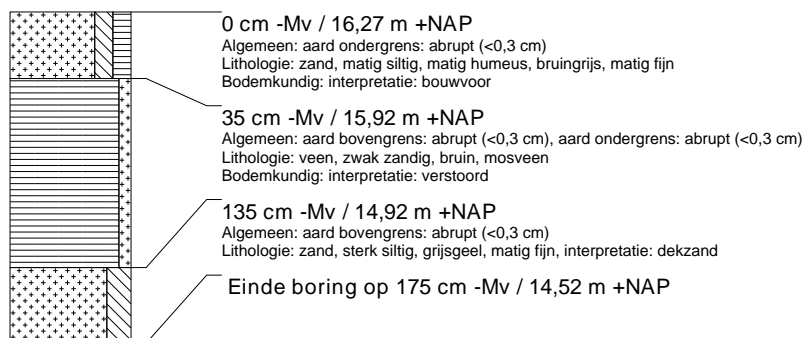 0 cm -Mv / 16,27 m +NAP
Algemeen: aard ondergrens: abrupt (<0,3 cm)
Lithologie: zand, matig siltig, matig humeus, bruingrijs, matig fijn
Bodemkundig: interpretatie: bouwvoor
35 cm -Mv / 15,92 m +NAP
Algemeen: aard bovengrens: abrupt (<0,3 cm), aard ondergrens: abrupt (<0,3 cm)
Lithologie: veen, zwak zandig, bruin, mosveen
Bodemkundig: interpretatie: verstoord
135 cm -Mv / 14,92 m +NAP
Algemeen: aard bovengrens: abrupt (<0,3 cm)
Lithologie: zand, sterk siltig, grijsgeel, matig fijn, interpretatie: dekzand
Einde boring op 175 cm -Mv / 14,52 m +NAP